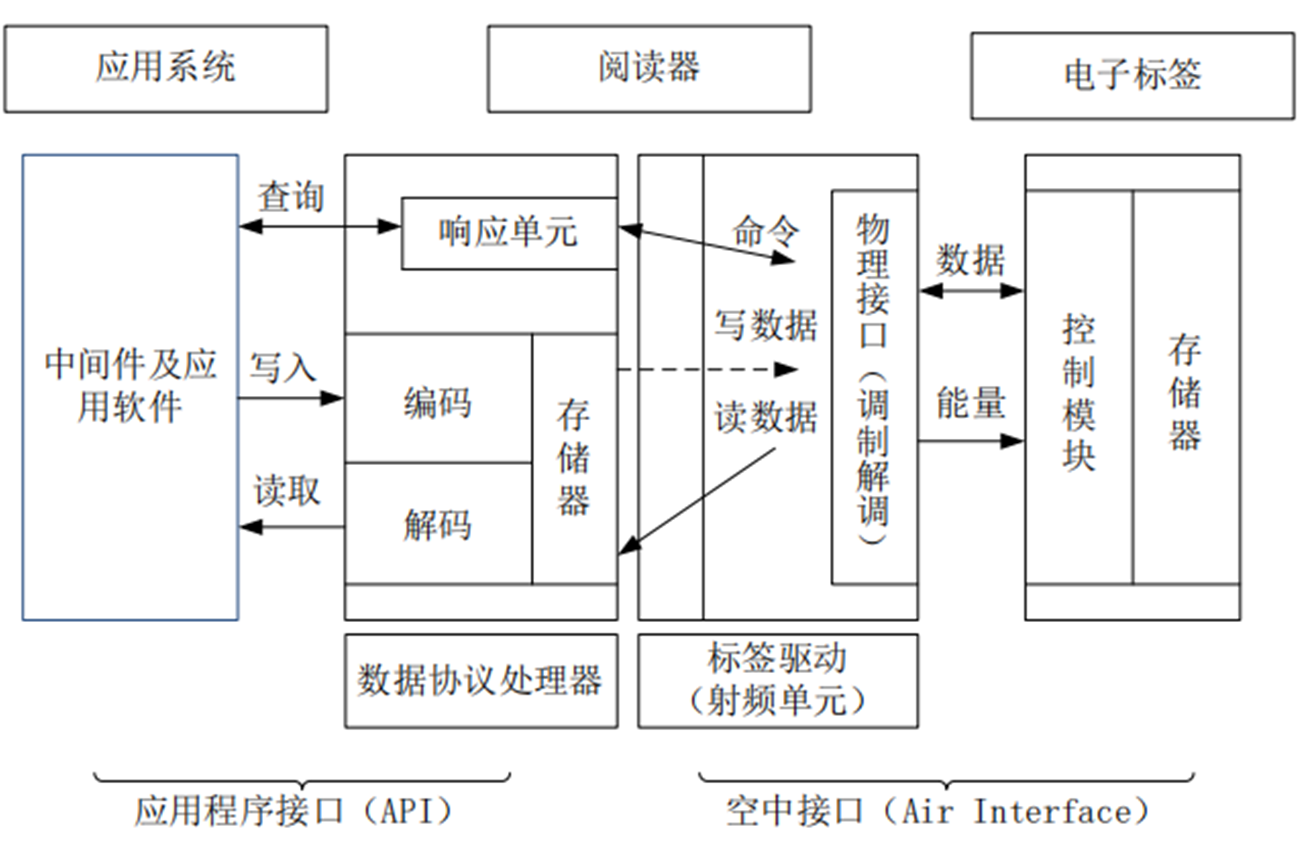 应用系统
阅读器
电子标签
查询
响应单元
命令
物理接口（调制解调）
数据
中间件及应
用软件
写入
编码
存储器
写数据
读数据
能量
控制模块
存储器
读取
解码
数据协议处理器
标签驱动
（射频单元）
应用程序接口（API）
空中接口（Air Interface）